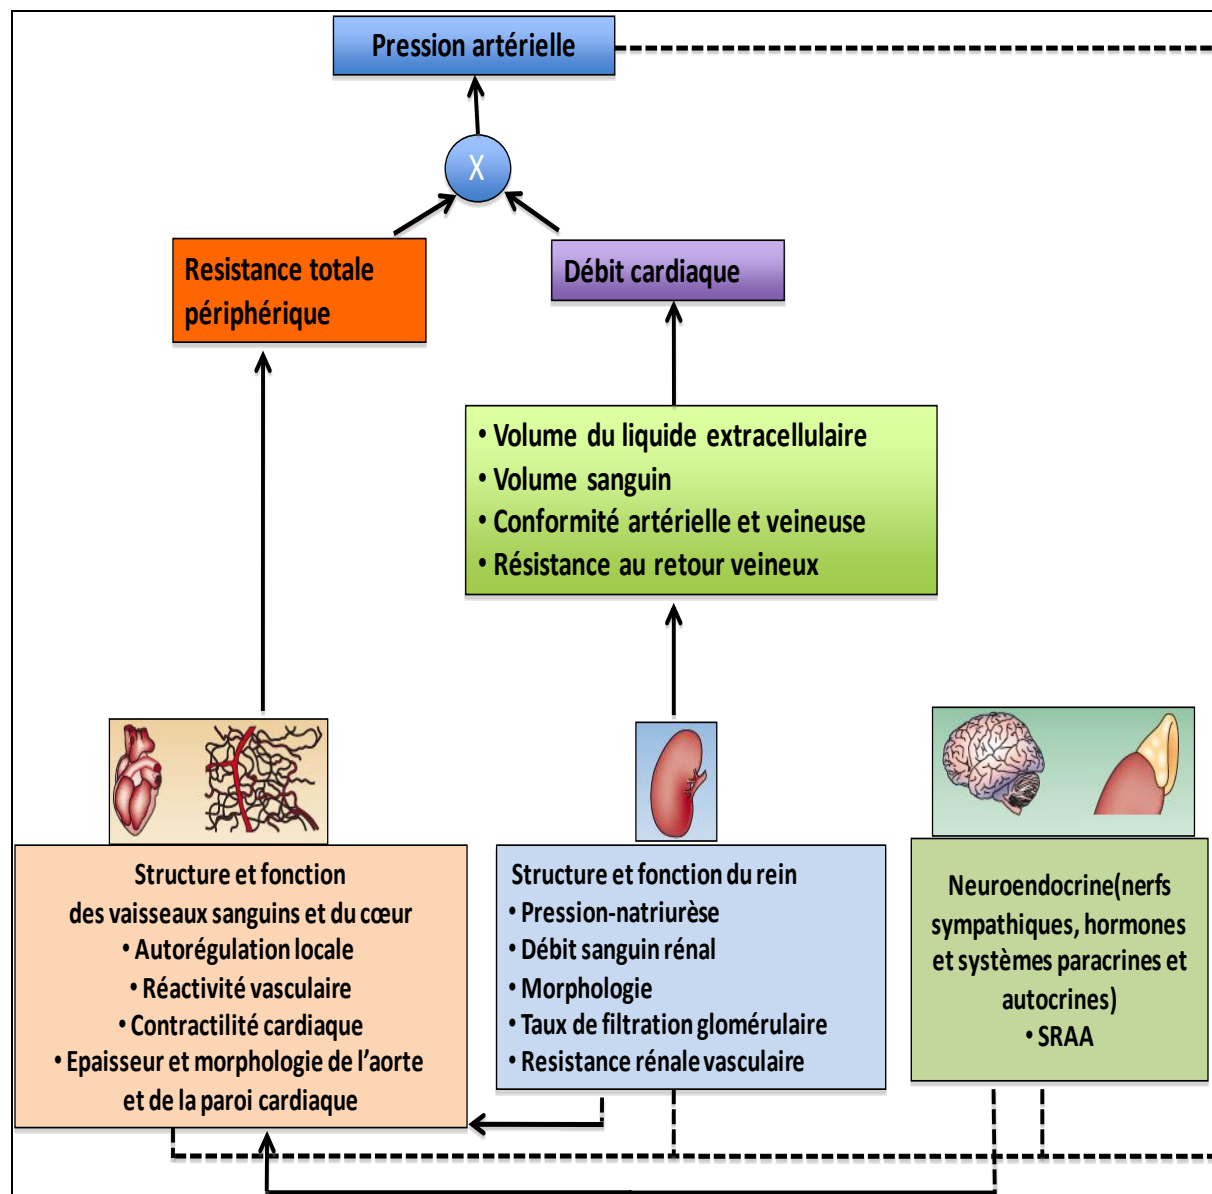 Pression artérielle
X
Resistance totale
périphérique
Débit cardiaque
• Volume du liquide extracellulaire
• Volume sanguin
• Conformité artérielle et veineuse
• Résistance au retour veineux
Structure et fonction
des vaisseaux sanguins et du cœur
• Autorégulation locale
• Réactivité vasculaire
• Contractilité cardiaque
• Epaisseur et morphologie de l’aorte
et de la paroi cardiaque
Structure et fonction du rein
• Pression-natriurèse
• Débit sanguin rénal
• Morphologie
• Taux de filtration glomérulaire
• Resistance rénale vasculaire
Neuroendocrine(nerfs
sympathiques, hormones
et systèmes paracrines et
autocrines)
• SRAA